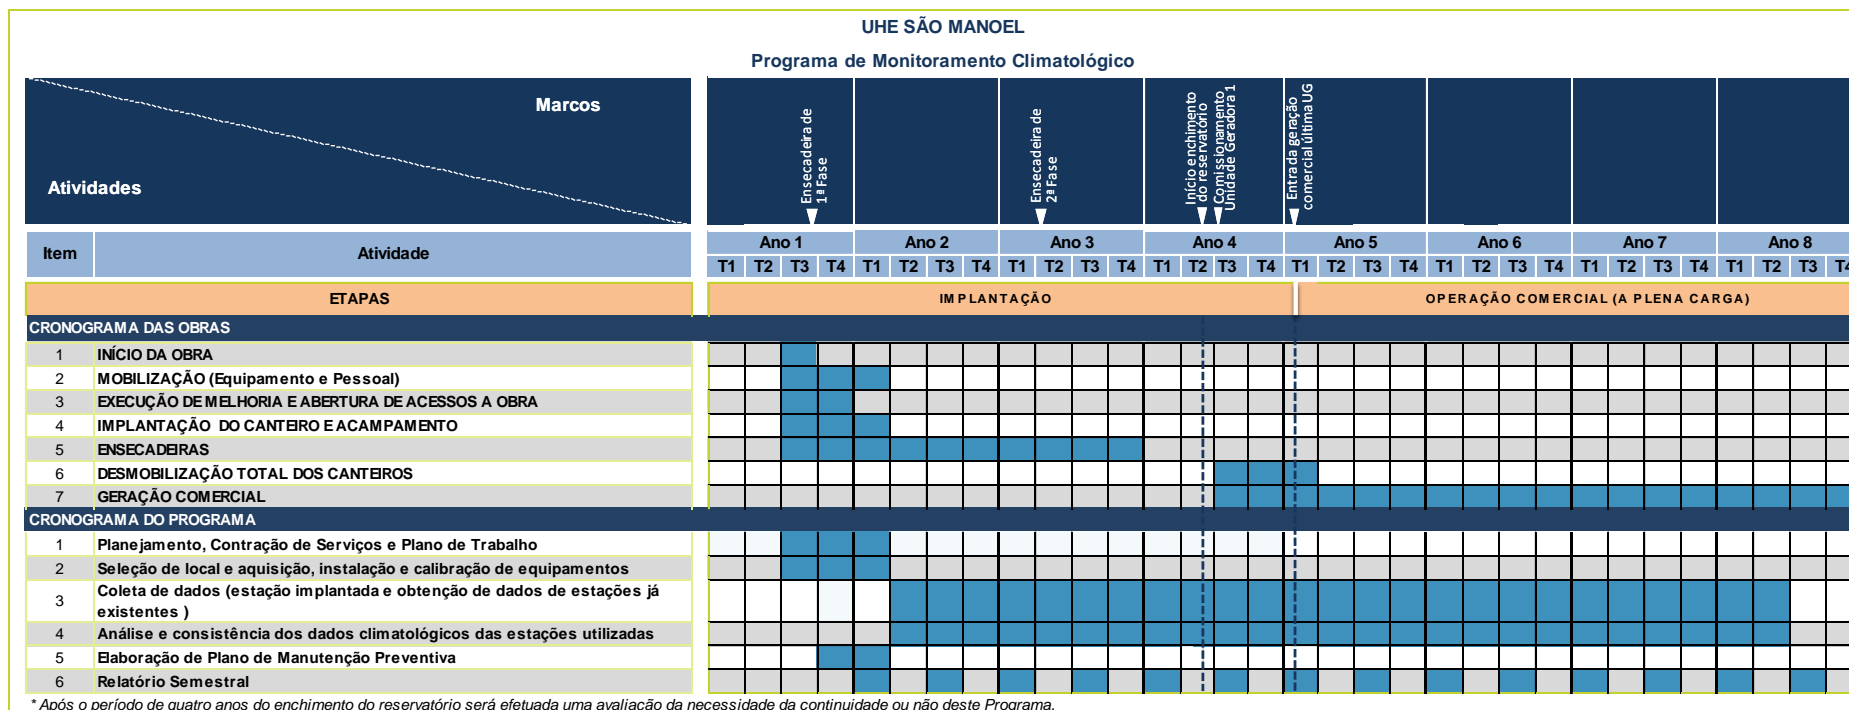 UHE SÃO MANOEL
Programa de Monitoramento Climatológico
Marcos
Atividades
Ensecadeira de
1ª Fase
Ensecadeira de
2ª Fase
Início enchimento
do reservatório
Comissionamento
Unidade Geradora 1
Entrada geração
comercial última UG
Item Atividade Ano 1 Ano 2 Ano 3 Ano 4 Ano 5 Ano 6 Ano 7 Ano 8
T1 T2 T3 T4 T1 T2 T3 T4 T1 T2 T3 T4 T1 T2 T3 T4 T1 T2 T3 T4 T1 T2 T3 T4 T1 T2 T3 T4 T1 T2 T3 T4
ETAPAS IMPLANTAÇÃO OPERAÇÃO COMERCIAL (A PLENA CARGA)
CRONOGRAMA DAS OBRAS
1 INÍCIO DA OBRA
2 MOBILIZAÇÃO (Equipamento e Pessoal)
3 EXECUÇÃO DE MELHORIA E ABERTURA DE ACESSOS A OBRA
4 IMPLANTAÇÃO DO CANTEIRO E ACAMPAMENTO
5 ENSECADEIRAS
6 DESMOBILIZAÇÃO TOTAL DOS CANTEIROS
7 GERAÇÃO COMERCIAL
CRONOGRAMA DO PROGRAMA
1 Planejamento, Contração de Serviços e Plano de Trabalho
2 Seleção de local e aquisição, instalação e calibração de equipamentos
3 Coleta de dados (estação implantada e obtenção de dados de estações já
existentes )
4 Análise e consistência dos dados climatológicos das estações utilizadas
5 Elaboração de Plano de Manutenção Preventiva
6 Relatório Semestral
* Após o período de quatro anos do enchimento do reservatório será efetuada uma avaliação da necessidade da continuidade ou não deste Programa.